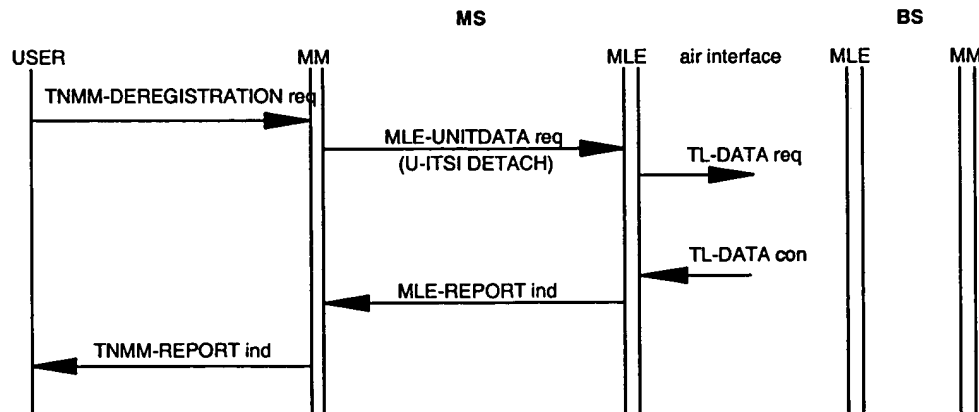 MS BS
USER MM MLE air interface MLE MM
TNMM-DEREGISTRATION req
MLE-UNITDATA req
(U-ITSI DETACH)
TL-DATA req
TL-DATA con
MLE-REPORT ind
TNMM-REPORT ind